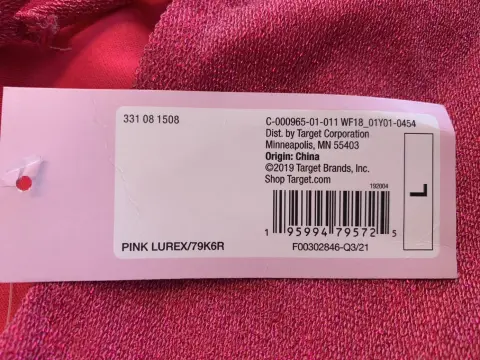 331 08 1508
C-000965-01-011 WF18_01Y01-0454
Dist. by Target Corporation
Minneapolis, MN 55403
Origin: China
©2019 Target Brands, Inc.
Shop Target.com
192004
L
1 95994 79572 5
PINK LUREX/79K6R
F00302846-Q3/21